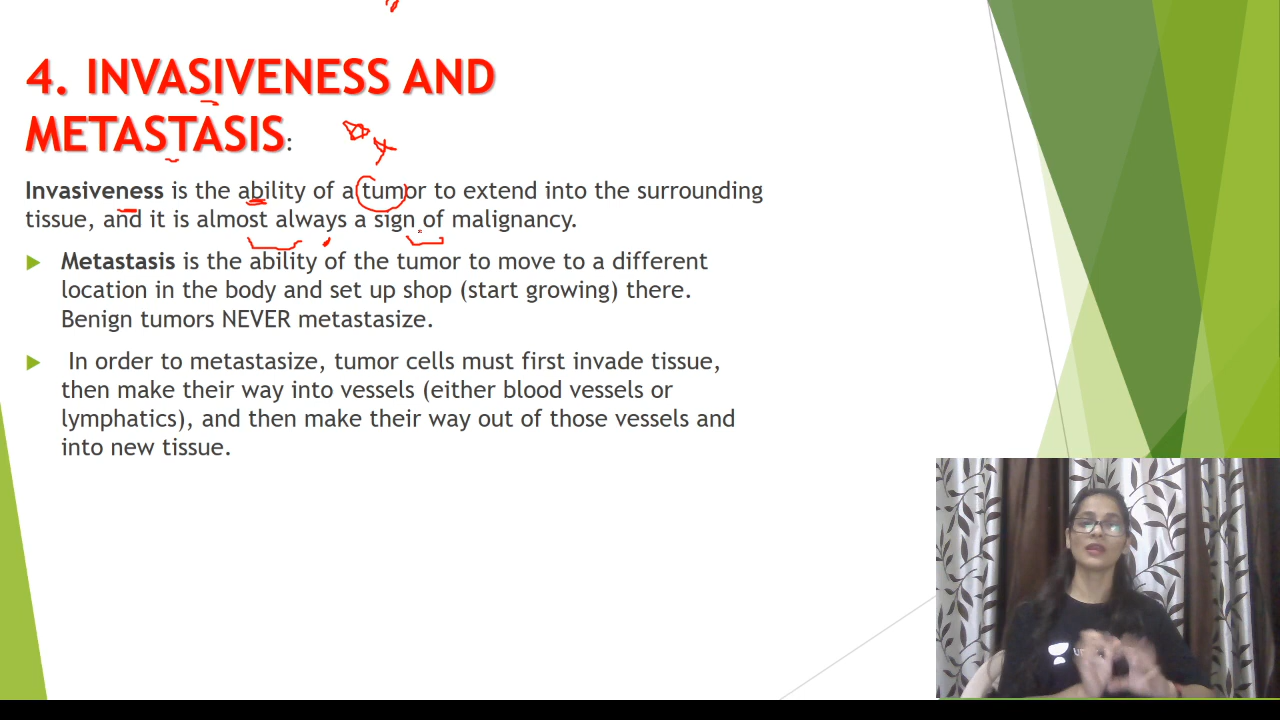 4. INVASIVENESS AND
METASTASIS:
Invasiveness is the ability of a tumor to extend into the surrounding
tissue, and it is almost always a sign of malignancy.
Metastasis is the ability of the tumor to move to a different
location in the body and set up shop (start growing) there.
Benign tumors NEVER metastasize.
In order to metastasize, tumor cells must first invade tissue,
then make their way into vessels (either blood vessels or
lymphatics), and then make their way out of those vessels and
into new tissue.